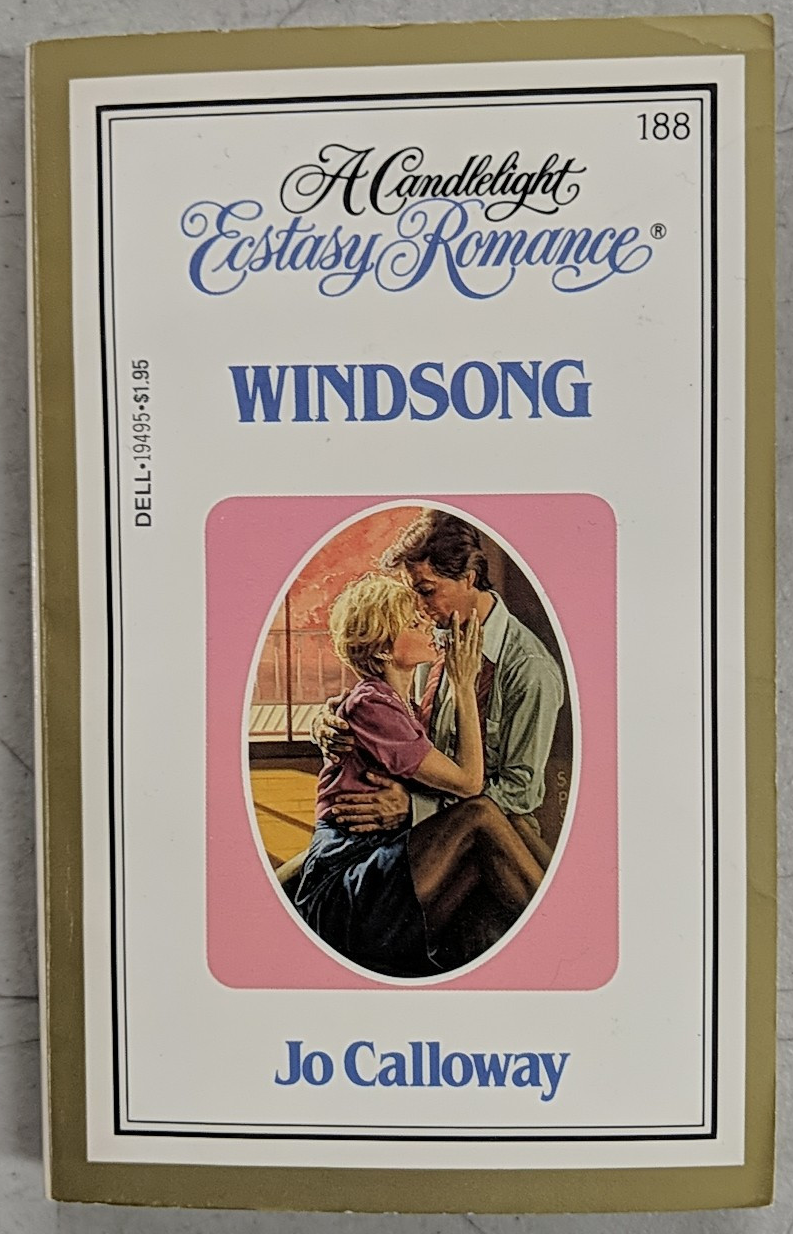 188
A Candlelight
Ecstasy Romance®
WINDSONG
DELL•19495•$1.95
Jo Calloway